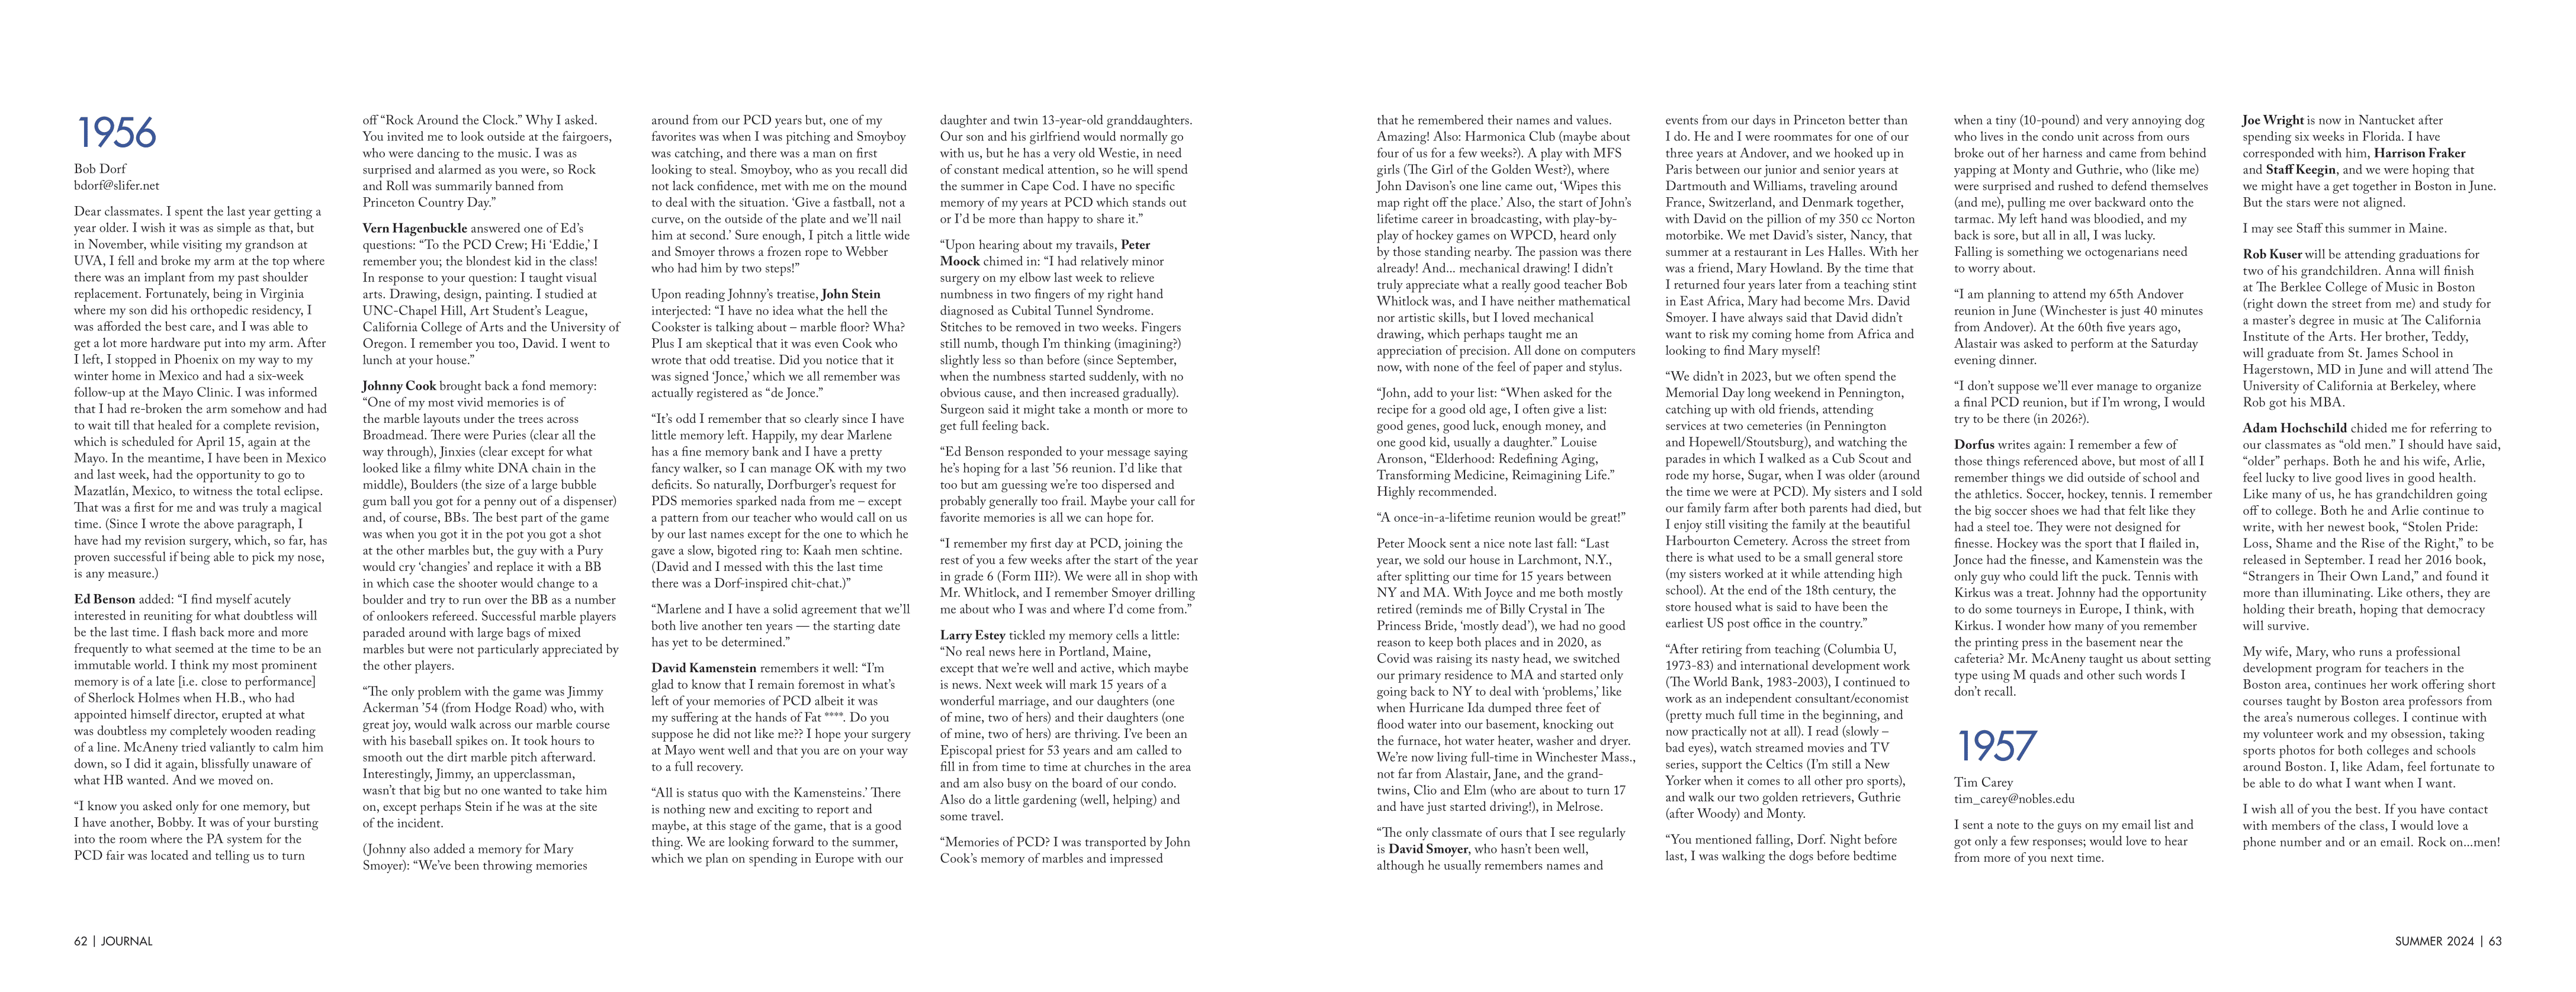 1956
Bob Dorf
bdorf@slifer.net
Dear classmates. I spent the last year getting a
year older. I wish it was as simple as that, but
in November, while visiting my grandson at
UVA, I fell and broke my arm at the top where
there was an implant from my past shoulder
replacement. Fortunately, being in Virginia
where my son did his orthopedic residency, I
was afforded the best care, and I was able to
get a lot more hardware put into my arm. After
I left, I stopped in Phoenix on my way to my
winter home in Mexico and had a six-week
follow-up at the Mayo Clinic. I was informed
that I had re-broken the arm somehow and had
to wait till that healed for a complete revision,
which is scheduled for April 15, again at the
Mayo. In the meantime, I have been in Mexico
and last week, had the opportunity to go to
Mazatlán, Mexico, to witness the total eclipse.
That was a first for me and was truly a magical
time. (Since I wrote the above paragraph, I
have had my revision surgery, which, so far, has
proven successful if being able to pick my nose,
is any measure.)
Ed Benson added: “I find myself acutely
interested in reuniting for what doubtless will
be the last time. I flash back more and more
frequently to what seemed at the time to be an
immutable world. I think my most prominent
memory is of a late [i.e. close to performance]
of Sherlock Holmes when H.B., who had
appointed himself director, erupted at what
was doubtless my completely wooden reading
of a line. McAneny tried valiantly to calm him
down, so I did it again, blissfully unaware of
what HB wanted. And we moved on.
“I know you asked only for one memory, but
I have another, Bobby. It was of your bursting
into the room where the PA system for the
PCD fair was located and telling us to turn
off “Rock Around the Clock.” Why I asked.
You invited me to look outside at the fairgoers,
who were dancing to the music. I was as
surprised and alarmed as you were, so Rock
and Roll was summarily banned from
Princeton Country Day.”
Vern Hagenbuckle answered one of Ed’s
questions: “To the PCD Crew; Hi ‘Eddie,’ I
remember you; the blondest kid in the class!
In response to your question: I taught visual
arts. Drawing, design, painting. I studied at
UNC-Chapel Hill, Art Student’s League,
California College of Arts and the University of
Oregon. I remember you too, David. I went to
lunch at your house.”
Johnny Cook brought back a fond memory:
“One of my most vivid memories is of
the marble layouts under the trees across
Broadmead. There were Puries (clear all the
way through), Jinxies (clear except for what
looked like a filmy white DNA chain in the
middle), Boulders (the size of a large bubble
gum ball you got for a penny out of a dispenser)
and, of course, BBs. The best part of the game
was when you got it in the pot you got a shot
at the other marbles but, the guy with a Pury
would cry ‘changies’ and replace it with a BB
in which case the shooter would change to a
boulder and try to run over the BB as a number
of onlookers refereed. Successful marble players
paraded around with large bags of mixed
marbles but were not particularly appreciated by
the other players.
“The only problem with the game was Jimmy
Ackerman ’54 (from Hodge Road) who, with
great joy, would walk across our marble course
with his baseball spikes on. It took hours to
smooth out the dirt marble pitch afterward.
Interestingly, Jimmy, an upperclassman,
wasn’t that big but no one wanted to take him
on, except perhaps Stein if he was at the site
of the incident.
(Johnny also added a memory for Mary
Smoyer): “We’ve been throwing memories
around from our PCD years but, one of my
favorites was when I was pitching and Smoyboy
was catching, and there was a man on first
looking to steal. Smoyboy, who as you recall did
not lack confidence, met with me on the mound
to deal with the situation. ‘Give a fastball, not a
curve, on the outside of the plate and we’ll nail
him at second.’ Sure enough, I pitch a little wide
and Smoyer throws a frozen rope to Webber
who had him by two steps!”
Upon reading Johnny’s treatise, John Stein
interjected: “I have no idea what the hell the
Cookster is talking about – marble floor? Wha?
Plus I am skeptical that it was even Cook who
wrote that odd treatise. Did you notice that it
was signed ‘Jonce,’ which we all remember was
actually registered as “de Jonce.”
“It’s odd I remember that so clearly since I have
little memory left. Happily, my dear Marlene
has a fine memory bank and I have a pretty
fancy walker, so I can manage OK with my two
deficits. So naturally, Dorfburger’s request for
PDS memories sparked nada from me – except
a pattern from our teacher who would call on us
by our last names except for the one to which he
gave a slow, bigoted ring to: Kaah men schtine.
(David and I messed with this the last time
there was a Dorf-inspired chit-chat.)”
“Marlene and I have a solid agreement that we’ll
both live another ten years — the starting date
has yet to be determined.”
David Kamenstein remembers it well: “I’m
glad to know that I remain foremost in what’s
left of your memories of PCD albeit it was
my suffering at the hands of Fat ****. Do you
suppose he did not like me?? I hope your surgery
at Mayo went well and that you are on your way
to a full recovery.
“All is status quo with the Kamensteins.’ There
is nothing new and exciting to report and
maybe, at this stage of the game, that is a good
thing. We are looking forward to the summer,
which we plan on spending in Europe with our
daughter and twin 13-year-old granddaughters.
Our son and his girlfriend would normally go
with us, but he has a very old Westie, in need
of constant medical attention, so he will spend
the summer in Cape Cod. I have no specific
memory of my years at PCD which stands out
or I’d be more than happy to share it.”
“Upon hearing about my travails, Peter
Moock chimed in: “I had relatively minor
surgery on my elbow last week to relieve
numbness in two fingers of my right hand
diagnosed as Cubital Tunnel Syndrome.
Stitches to be removed in two weeks. Fingers
still numb, though I’m thinking (imagining?)
slightly less so than before (since September,
when the numbness started suddenly, with no
obvious cause, and then increased gradually).
Surgeon said it might take a month or more to
get full feeling back.
“Ed Benson responded to your message saying
he’s hoping for a last ’56 reunion. I’d like that
too but am guessing we’re too dispersed and
probably generally too frail. Maybe your call for
favorite memories is all we can hope for.
“I remember my first day at PCD, joining the
rest of you a few weeks after the start of the year
in grade 6 (Form III?). We were all in shop with
Mr. Whitlock, and I remember Smoyer drilling
me about who I was and where I’d come from.”
Larry Estey tickled my memory cells a little:
“No real news here in Portland, Maine,
except that we’re well and active, which maybe
is news. Next week will mark 15 years of a
wonderful marriage, and our daughters (one
of mine, two of hers) and their daughters (one
of mine, two of hers) are thriving. I’ve been an
Episcopal priest for 53 years and am called to
fill in from time to time at churches in the area
and am also busy on the board of our condo.
Also do a little gardening (well, helping) and
some travel.
“Memories of PCD? I was transported by John
Cook’s memory of marbles and impressed
that he remembered their names and values.
Amazing! Also: Harmonica Club (maybe about
four of us for a few weeks?). A play with MFS
girls (The Girl of the Golden West?), where
John Davison’s one line came out, ‘Wipes this
map right off the place.’ Also, the start of John’s
lifetime career in broadcasting, with play-by-
play of hockey games on WPCD, heard only
by those standing nearby. The passion was there
already! And... mechanical drawing! I didn’t
truly appreciate what a really good teacher Bob
Whitlock was, and I have neither mathematical
nor artistic skills, but I loved mechanical
drawing, which perhaps taught me an
appreciation of precision. All done on computers
now, with none of the feel of paper and stylus.
“John, add to your list: “When asked for the
recipe for a good old age, I often give a list:
good genes, good luck, enough money, and
one good kid, usually a daughter.” Louise
Aronson, “Elderhood: Redefining Aging,
Transforming Medicine, Reimagining Life.”
Highly recommended.
“A once-in-a-lifetime reunion would be great!”
Peter Moock sent a nice note last fall: “Last
year, we sold our house in Larchmont, N.Y.,
after splitting our time for 15 years between
NY and MA. With Joyce and me both mostly
retired (reminds me of Billy Crystal in The
Princess Bride, ‘mostly dead’), we had no good
reason to keep both places and in 2020, as
Covid was raising its nasty head, we switched
our primary residence to MA and started only
going back to NY to deal with ‘problems,’ like
when Hurricane Ida dumped three feet of
flood water into our basement, knocking out
the furnace, hot water heater, washer and dryer.
We’re now living full-time in Winchester Mass.,
not far from Alastair, Jane, and the grand-
twins, Clio and Elm (who are about to turn 17
and have just started driving!), in Melrose.
“The only classmate of ours that I see regularly
is David Smoyer, who hasn’t been well,
although he usually remembers names and
events from our days in Princeton better than
I do. He and I were roommates for one of our
three years at Andover, and we hooked up in
Paris between our junior and senior years at
Dartmouth and Williams, traveling around
France, Switzerland, and Denmark together,
with David on the pillion of my 350 cc Norton
motorbike. We met David’s sister, Nancy, that
summer at a restaurant in Les Halles. With her
was a friend, Mary Howland. By the time that
I returned four years later from a teaching stint
in East Africa, Mary had become Mrs. David
Smoyer. I have always said that David didn’t
want to risk my coming home from Africa and
looking to find Mary myself!
“We didn’t in 2023, but we often spend the
Memorial Day long weekend in Pennington,
catching up with old friends, attending
services at two cemeteries (in Pennington
and Hopewell/Stoutsburg), and watching the
parades in which I walked as a Cub Scout and
rode my horse, Sugar, when I was older (around
the time we were at PCD). My sisters and I sold
our family farm after both parents had died, but
I enjoy still visiting the family at the beautiful
Harbourton Cemetery. Across the street from
there is what used to be a small general store
(my sisters worked at it while attending high
school). At the end of the 18th century, the
store housed what is said to have been the
earliest US post office in the country.”
“After retiring from teaching (Columbia U,
1973-83) and international development work
(The World Bank, 1983-2003), I continued to
work as an independent consultant/economist
(pretty much full time in the beginning, and
now practically not at all). I read (slowly –
bad eyes), watch streamed movies and TV
series, support the Celtics (I’m still a New
Yorker when it comes to all other pro sports),
and walk our two golden retrievers, Guthrie
(after Woody) and Monty.
“You mentioned falling, Dorf. Night before
last, I was walking the dogs before bedtime
when a tiny (10-pound) and very annoying dog
who lives in the condo unit across from ours
broke out of her harness and came from behind
yapping at Monty and Guthrie, who (like me)
were surprised and rushed to defend themselves
(and me), pulling me over backward onto the
tarmac. My left hand was bloodied, and my
back is sore, but all in all, I was lucky.
Falling is something we octogenarians need
to worry about.
“I am planning to attend my 65th Andover
reunion in June (Winchester is just 40 minutes
from Andover). At the 60th five years ago,
Alastair was asked to perform at the Saturday
evening dinner.
“I don’t suppose we’ll ever manage to organize
a final PCD reunion, but if I’m wrong, I would
try to be there (in 2026?).
Dorfus writes again: I remember a few of
those things referenced above, but most of all I
remember things we did outside of school and
the athletics. Soccer, hockey, tennis. I remember
the big soccer shoes we had that felt like they
had a steel toe. They were not designed for
finesse. Hockey was the sport that I flailed in,
Jonce had the finesse, and Kamenstein was the
only guy who could lift the puck. Tennis with
Kirkus was a treat. Johnny had the opportunity
to do some tourneys in Europe, I think, with
Kirkus. I wonder how many of you remember
the printing press in the basement near the
cafeteria? Mr. McAneny taught us about setting
type using M quads and other such words I
don’t recall.
1957
Tim Carey
tim_carey@nobles.edu
I sent a note to the guys on my email list and
got only a few responses; would love to hear
from more of you next time.
Joe Wright is now in Nantucket after
spending six weeks in Florida. I have
corresponded with him, Harrison Fraker
and Staff Keegin, and we were hoping that
we might have a get together in Boston in June.
But the stars were not aligned.
I may see Staff this summer in Maine.
Rob Kuser will be attending graduations for
two of his grandchildren. Anna will finish
at The Berklee College of Music in Boston
(right down the street from me) and study for
a master’s degree in music at The California
Institute of the Arts. Her brother, Teddy,
will graduate from St. James School in
Hagerstown, MD in June and will attend The
University of California at Berkeley, where
Rob got his MBA.
Adam Hochschild chided me for referring to
our classmates as “old men.” I should have said,
“older” perhaps. Both he and his wife, Arlie,
feel lucky to live good lives in good health.
Like many of us, he has grandchildren going
off to college. Both he and Arlie continue to
write, with her newest book, “Stolen Pride:
Loss, Shame and the Rise of the Right,” to be
released in September. I read her 2016 book,
“Strangers in Their Own Land,” and found it
more than illuminating. Like others, they are
holding their breath, hoping that democracy
will survive.
My wife, Mary, who runs a professional
development program for teachers in the
Boston area, continues her work offering short
courses taught by Boston area professors from
the area’s numerous colleges. I continue with
my volunteer work and my obsession, taking
sports photos for both colleges and schools
around Boston. I, like Adam, feel fortunate to
be able to do what I want when I want.
I wish all of you the best. If you have contact
with members of the class, I would love a
phone number and or an email. Rock on...men!
62 | JOURNAL
SUMMER 2024 | 63